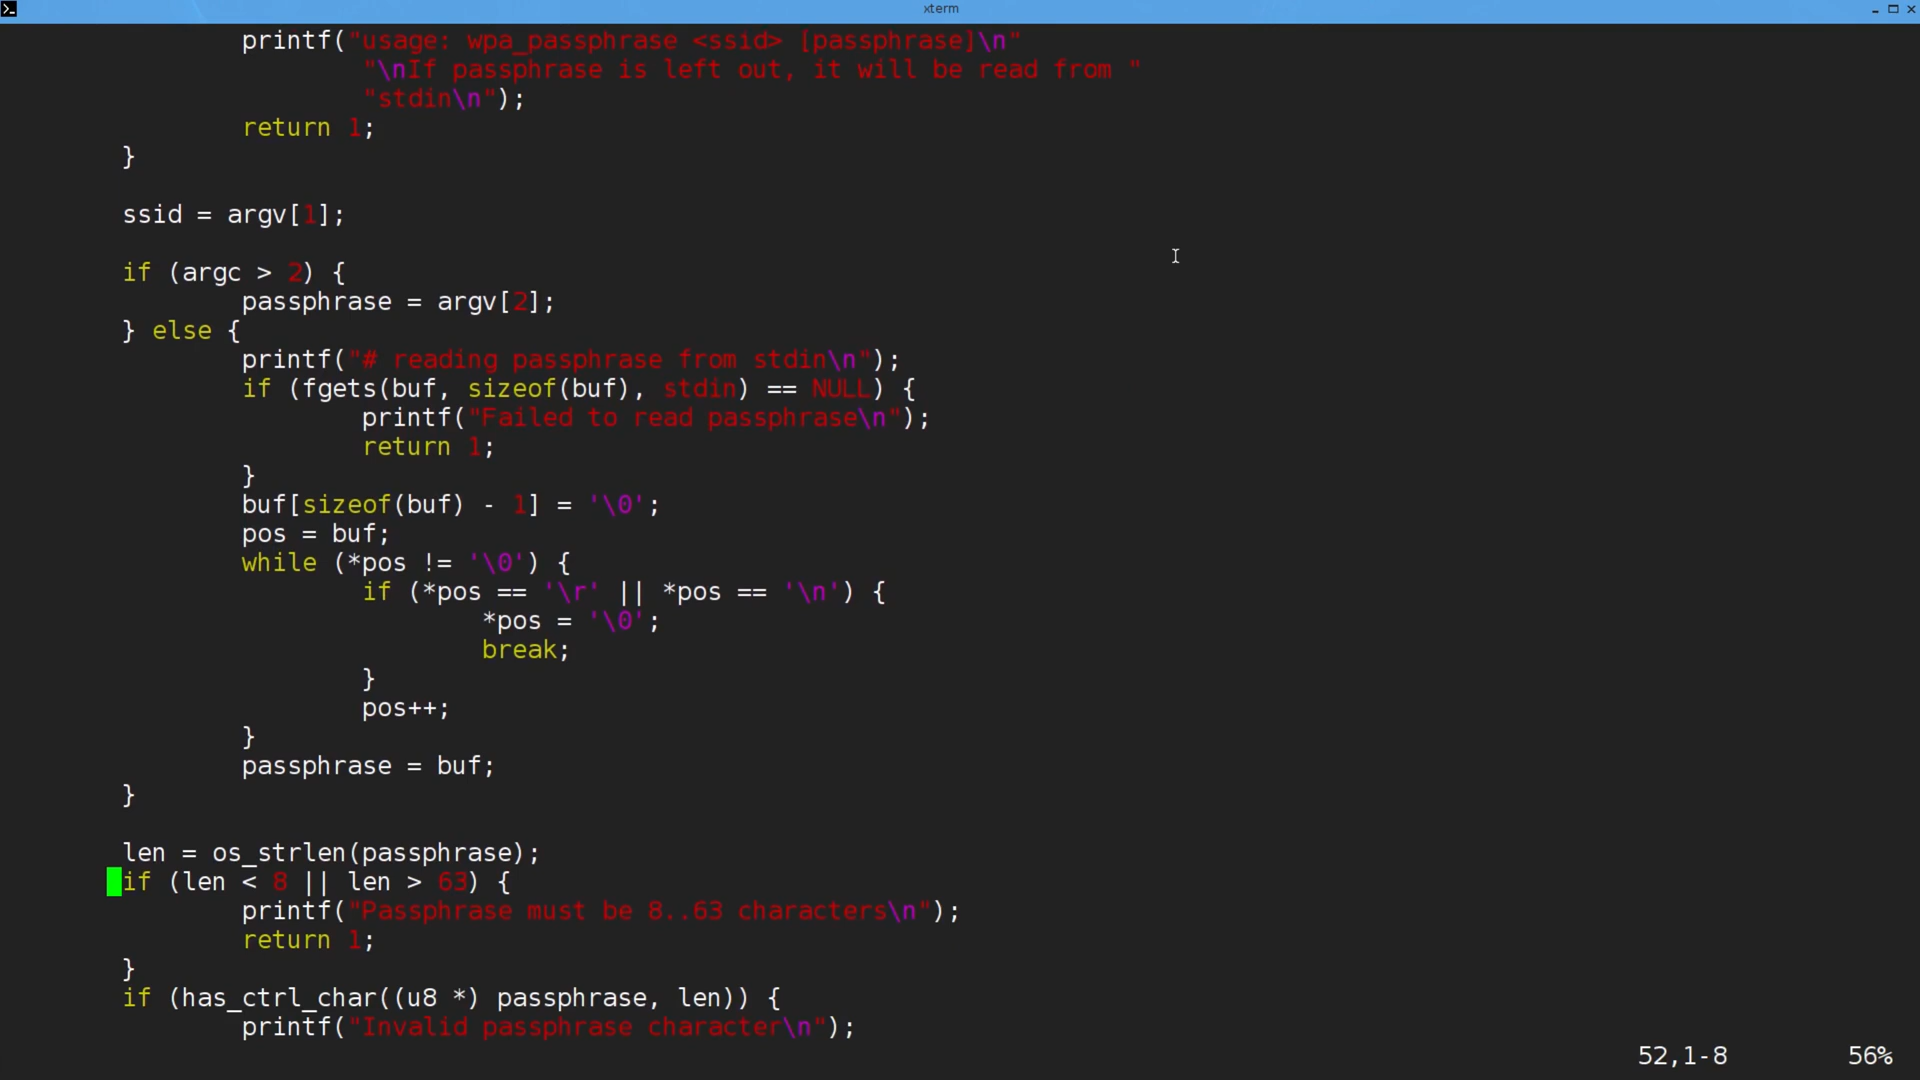 xterm
printf("usage: wpa_passphrase <ssid> [passphrase]\n"
"\nIf passphrase is left out, it will be read from "
"stdin\n");
return 1;
}
ssid = argv[1];
if (argc > 2) {
passphrase = argv[2];
} else {
printf("# reading passphrase from stdin\n");
if (fgets(buf, sizeof(buf), stdin) == NULL) {
printf("Failed to read passphrase\n");
return 1;
}
buf[sizeof(buf) - 1] = '\0';
pos = buf;
while (*pos != '\0') {
if (*pos == '\r' || *pos == '\n') {
*pos = '\0';
break;
}
pos++;
}
passphrase = buf;
}
len = os_strlen(passphrase);
if (len < 8 || len > 63) {
printf("Passphrase must be 8..63 characters\n");
return 1;
}
if (has_ctrl_char((u8 *) passphrase, len)) {
printf("Invalid passphrase character\n");
52,1-8 56%